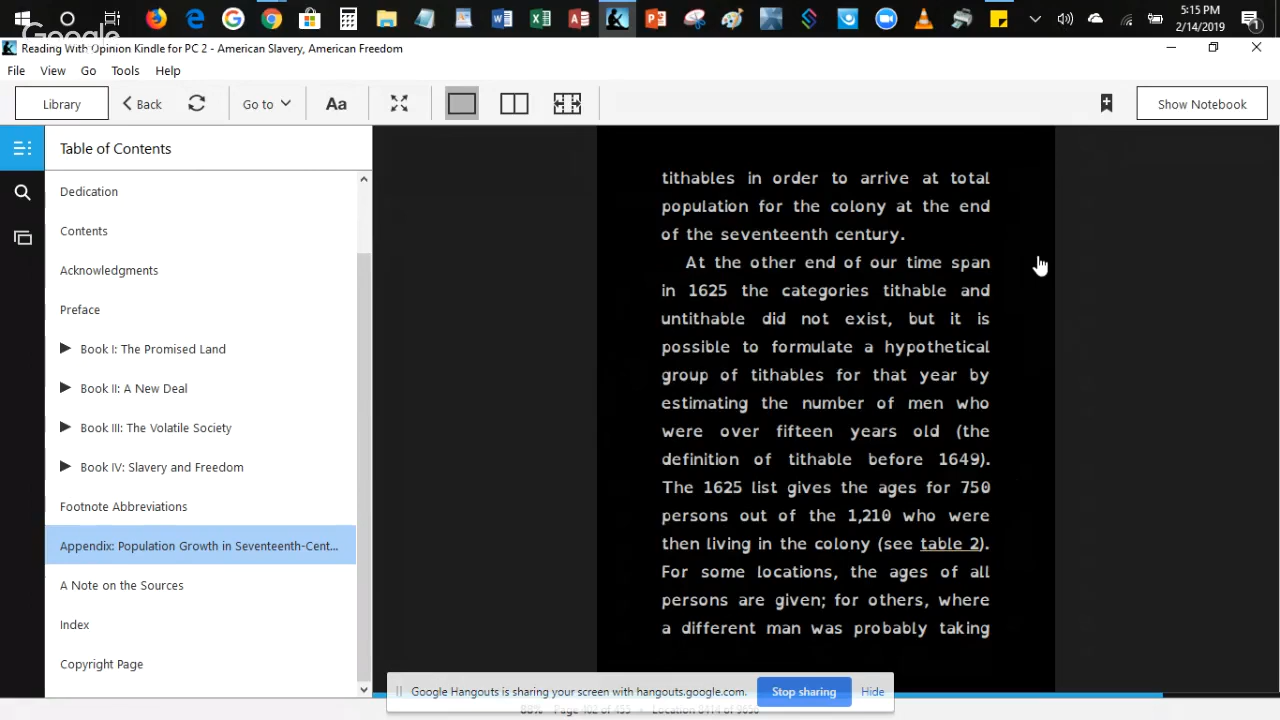 5:15 PM
2/14/2019
1
Google
Reading With Opinion Kindle for PC 2 - American Slavery, American Freedom
File View Go Tools Help
Library Back Go to Aa Show Notebook
Table of Contents
Dedication
Contents
Acknowledgments
Preface
Book I: The Promised Land
Book II: A New Deal
Book III: The Volatile Society
Book IV: Slavery and Freedom
Footnote Abbreviations
Appendix: Population Growth in Seventeenth-Cent...
A Note on the Sources
Index
Copyright Page
tithables in order to arrive at total
population for the colony at the end
of the seventeenth century.
At the other end of our time span
in 1625 the categories tithable and
untithable did not exist, but it is
possible to formulate a hypothetical
group of tithables for that year by
estimating the number of men who
were over fifteen years old (the
definition of tithable before 1649).
The 1625 list gives the ages for 750
persons out of the 1,210 who were
then living in the colony (see table 2).
For some locations, the ages of all
persons are given; for others, where
a different man was probably taking
Google Hangouts is sharing your screen with hangouts.google.com. Stop sharing Hide